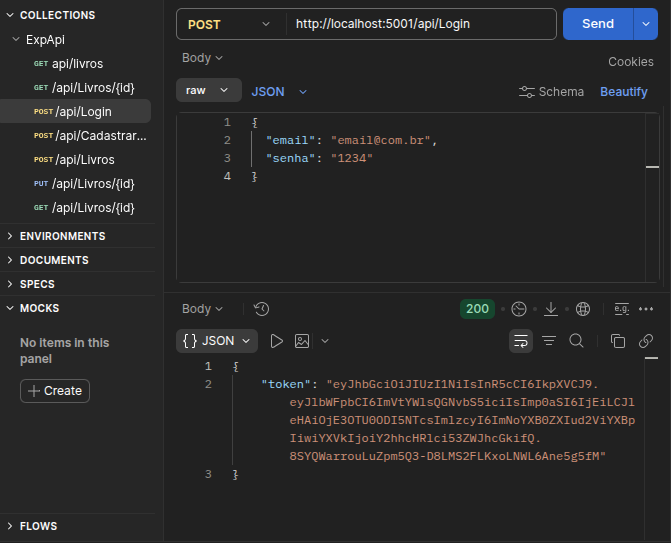 COLLECTIONS
ExpApi
GET api/livros
GET /api/Livros/{id}
POST /api/Login
POST /api/Cadastrar...
POST /api/Livros
PUT /api/Livros/{id}
GET /api/Livros/{id}
ENVIRONMENTS
DOCUMENTS
SPECS
MOCKS
No items in this
panel
Create
FLOWS
POST http://localhost:5001/api/Login Send
Body Cookies
raw JSON Schema Beautify
1 {
2 "email": "email@com.br",
3 "senha": "1234"
4 }
Body 200 e.g.
{} JSON
1 {
2 "token": "eyJhbGciOiJIUzI1NiIsInR5cCI6IkpXVCJ9.
eyJlbWFpbCI6ImVtYWlsQGNvbS5iciIsImp0aSI6IjEiLCJl
eHAiOjE3OTU0ODI5NTcsImlzcyI6ImNoYXB0ZXIud2ViYXBp
IiwiYXVkIjoiY2hhcHRlci53ZWJhcGkifQ.
8SYQWarrouLuZpm5Q3-D8LMS2FLKxoLNWL6Ane5g5fM"
3 }